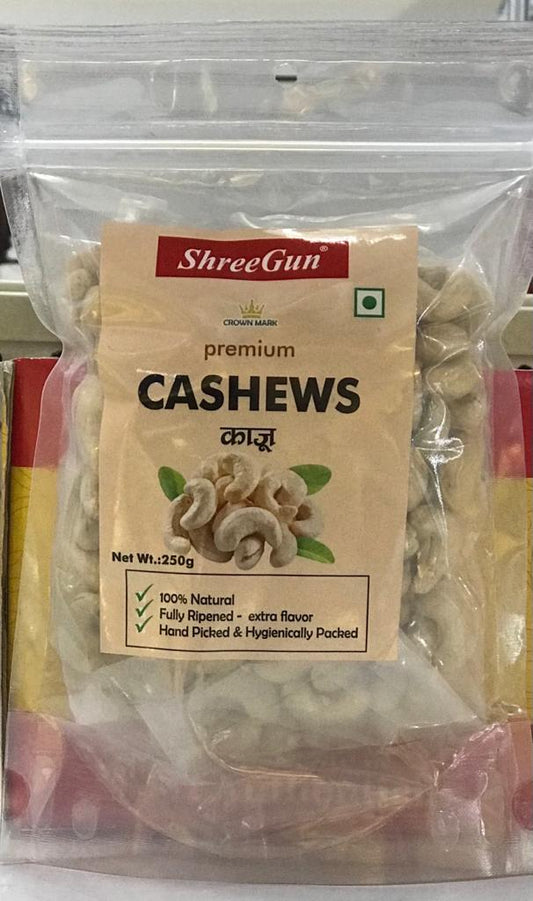 ShreeGun®
CROWN MARK
premium
CASHEWS
काजू
Net Wt.:250g
100% Natural
Fully Ripened - extra flavor
Hand Picked & Hygienically Packed